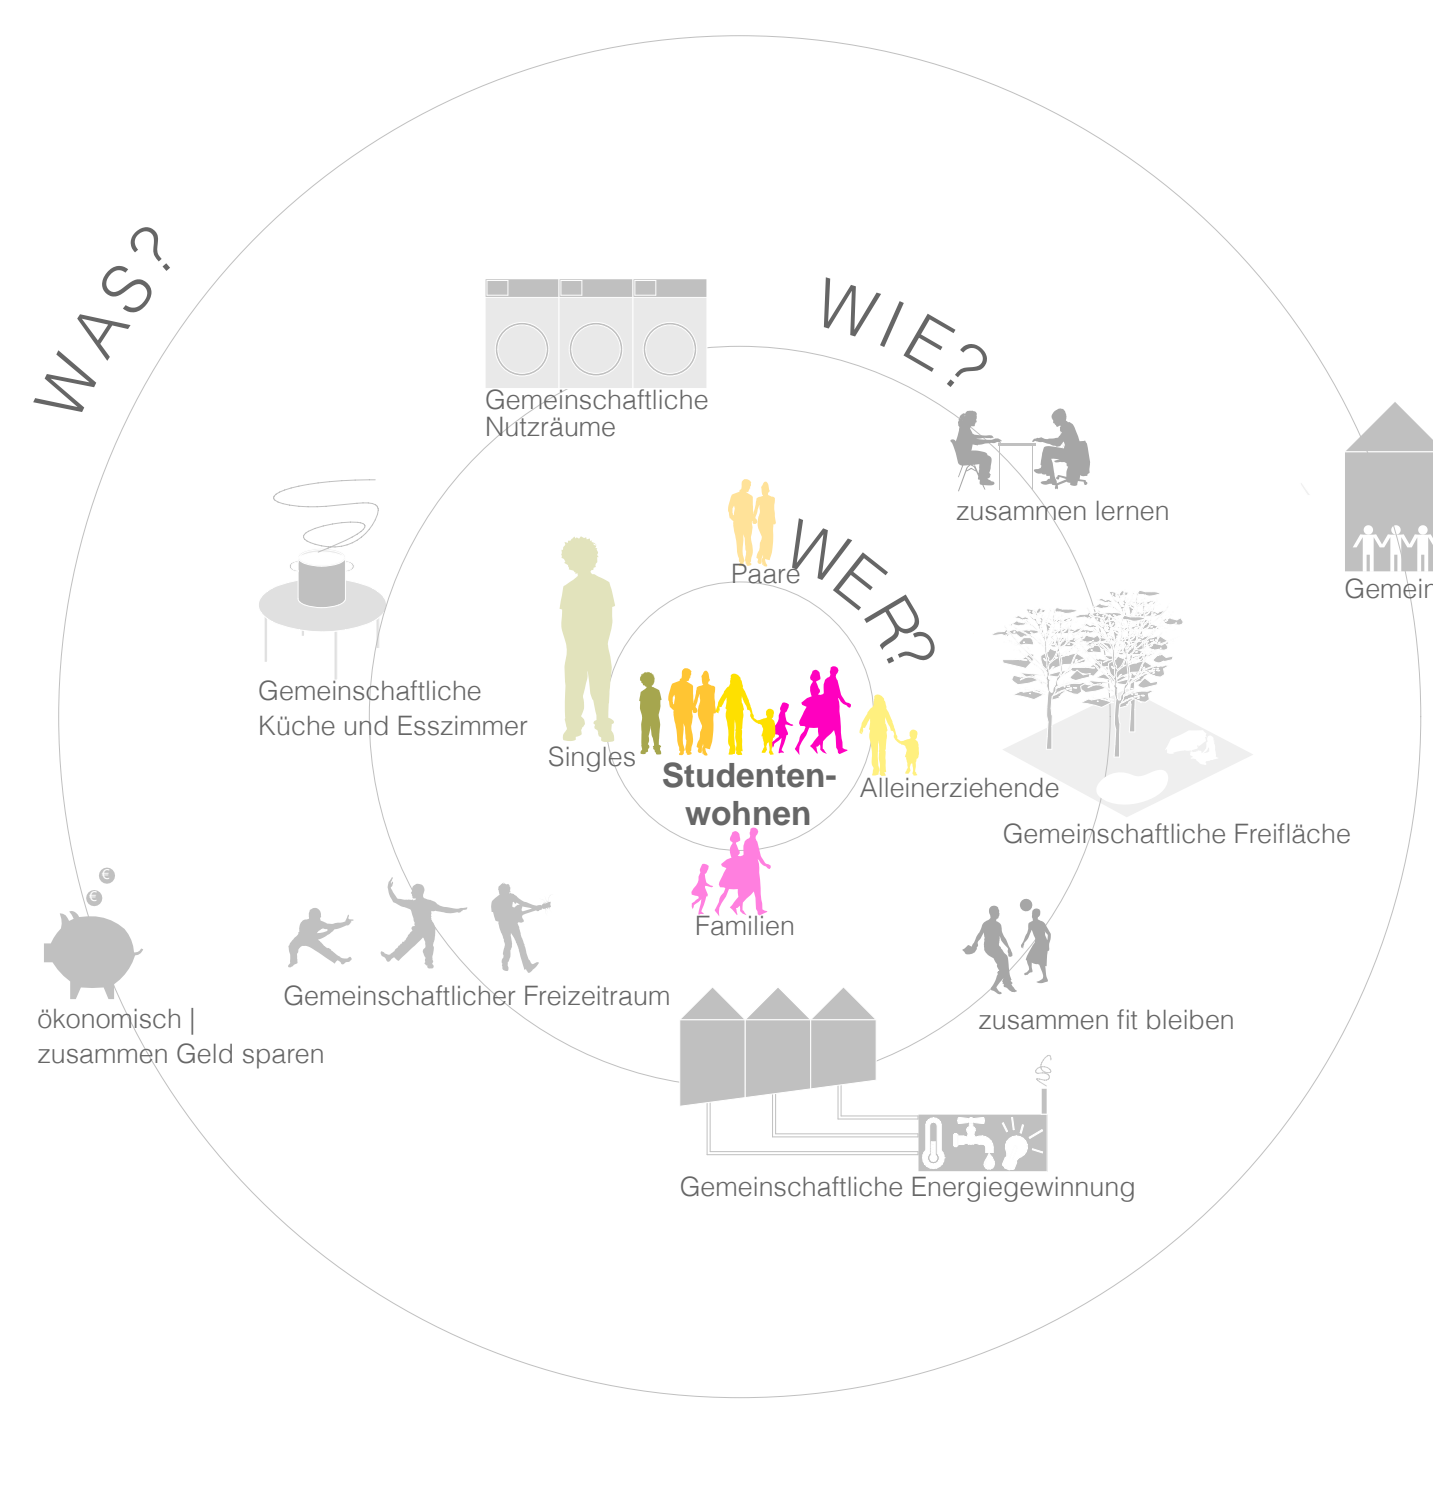 WAS?
WIE?
Gemeinschaftliche
Nutzräume
zusammen lernen
WER?
Paare
Gemein
Gemeinschaftliche
Küche und Esszimmer
Singles
Studenten-
wohnen
Alleinerziehende
Gemeinschaftliche Freifläche
€
€
Familien
Gemeinschaftlicher Freizeitraum
ökonomisch |
zusammen Geld sparen
zusammen fit bleiben
Gemeinschaftliche Energiegewinnung